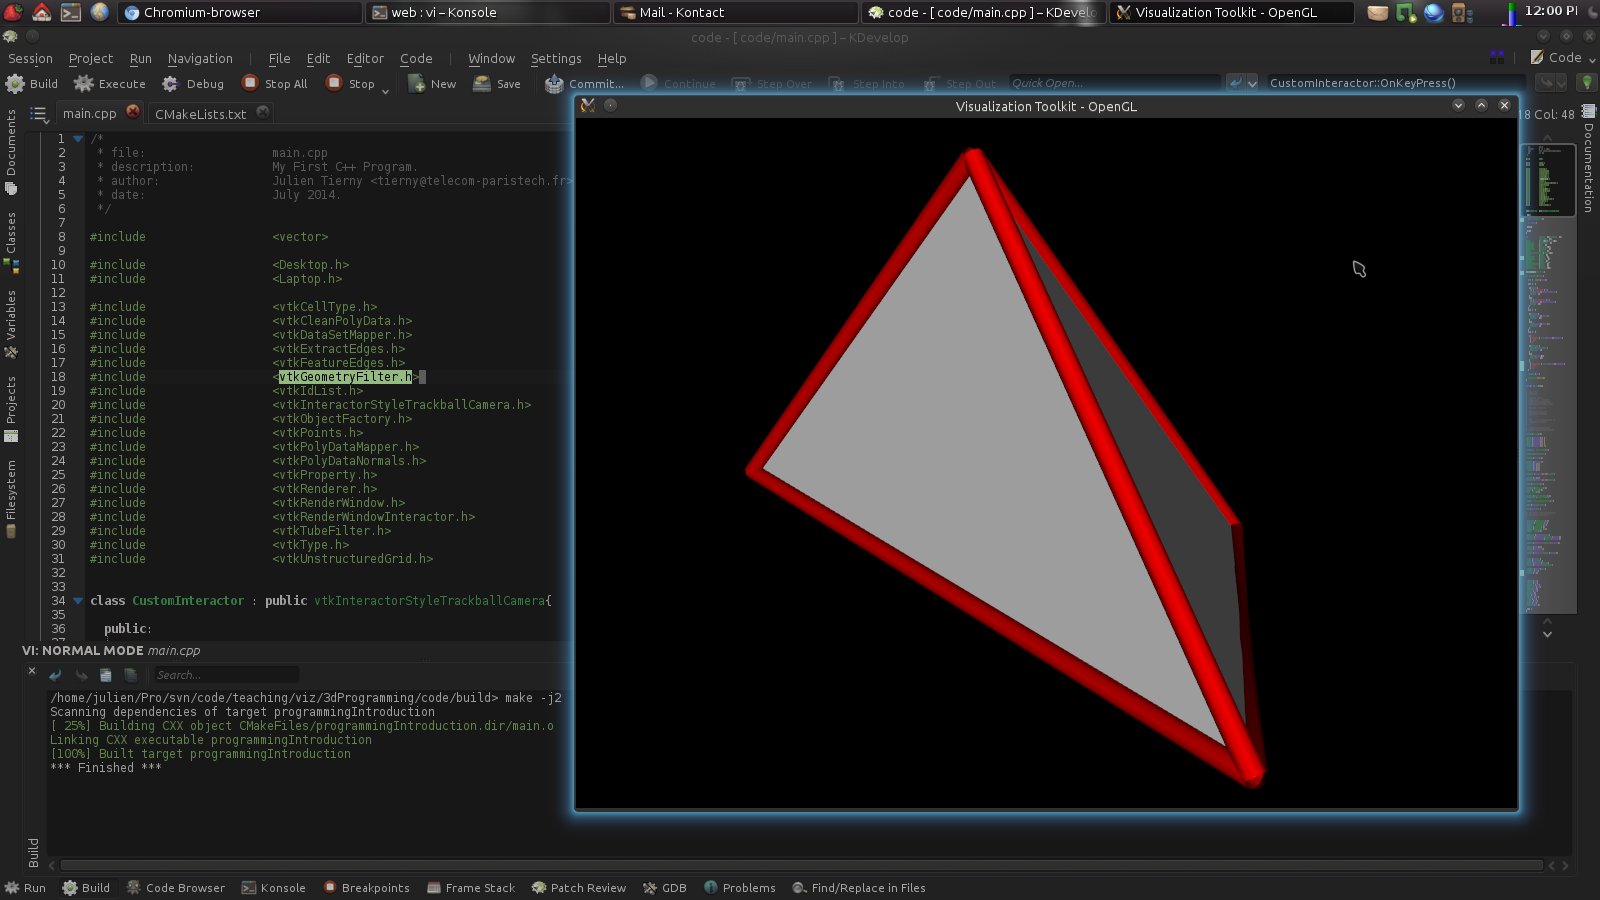 Chromium-browser
web : vi – Konsole
Mail - Kontact
code - [ code/main.cpp ] – KDevelo
Visualization Toolkit - OpenGL
12:00 P
code - [ code/main.cpp ] – KDevelop
Session Project Run Navigation File Edit Editor Code Window Settings Help
Code
Build Execute Debug Stop All Stop New Save Commit... Continue Step Over Step Into Step Out Quick Open... CustomInteractor::OnKeyPress()
main.cpp CMakeLists.txt
Visualization Toolkit - OpenGL
18 Col: 48
Documents
Classes
Variables
Projects
Filesystem
Documentation
1 /*
2 * file: main.cpp
3 * description: My First C++ Program.
4 * author: Julien Tierny <tierny@telecom-paristech.fr>
5 * date: July 2014.
6 */
7
8 #include <vector>
9
10 #include <Desktop.h>
11 #include <Laptop.h>
12
13 #include <vtkCellType.h>
14 #include <vtkCleanPolyData.h>
15 #include <vtkDataSetMapper.h>
16 #include <vtkExtractEdges.h>
17 #include <vtkFeatureEdges.h>
18 #include <vtkGeometryFilter.h>
19 #include <vtkIdList.h>
20 #include <vtkInteractorStyleTrackballCamera.h>
21 #include <vtkObjectFactory.h>
22 #include <vtkPoints.h>
23 #include <vtkPolyDataMapper.h>
24 #include <vtkPolyDataNormals.h>
25 #include <vtkProperty.h>
26 #include <vtkRenderer.h>
27 #include <vtkRenderWindow.h>
28 #include <vtkRenderWindowInteractor.h>
29 #include <vtkTubeFilter.h>
30 #include <vtkType.h>
31 #include <vtkUnstructuredGrid.h>
32
33
34 class CustomInteractor : public vtkInteractorStyleTrackballCamera{
35
36 public:
VI: NORMAL MODE main.cpp
Search...
/home/julien/Pro/svn/code/teaching/viz/3dProgramming/code/build> make -j2
Scanning dependencies of target programmingIntroduction
[ 25%] Building CXX object CMakeFiles/programmingIntroduction.dir/main.o
Linking CXX executable programmingIntroduction
[100%] Built target programmingIntroduction
*** Finished ***
Build
Run Build Code Browser Konsole Breakpoints Frame Stack Patch Review GDB Problems Find/Replace in Files